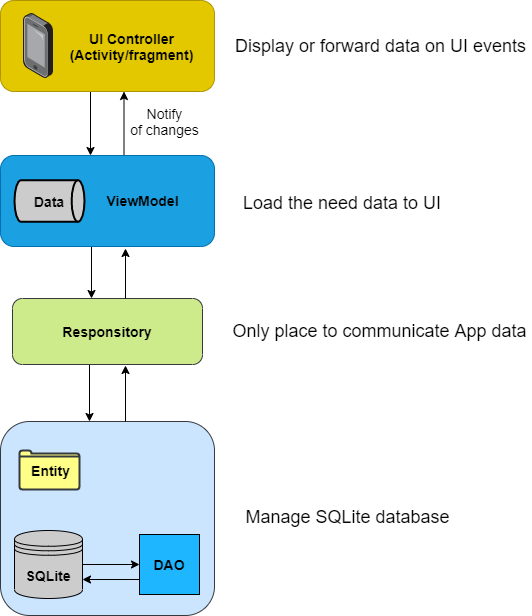 UI Controller
(Activity/fragment)
Display or forward data on UI events
Notify
of changes
Data
ViewModel
Load the need data to UI
Responsitory
Only place to communicate App data
Entity
Manage SQLite database
SQLite
DAO